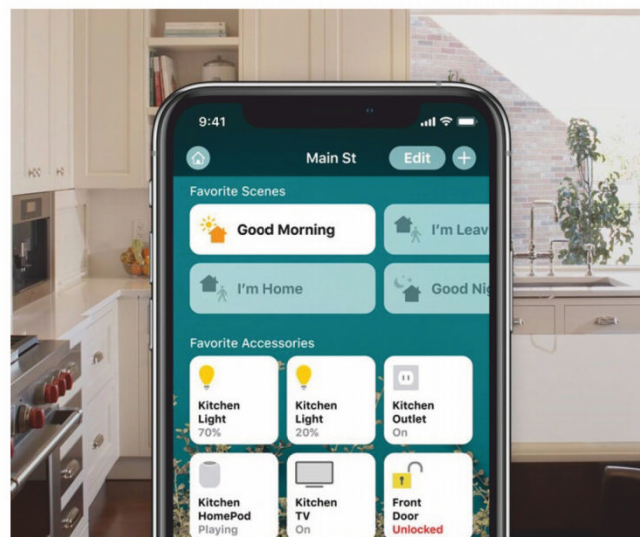 9:41
Main St
Edit
Favorite Scenes
Good Morning
I'm Leav
I'm Home
Good Nig
Favorite Accessories
Kitchen
Light
70%
Kitchen
Light
20%
Kitchen
Outlet
On
Kitchen
HomePod
Playing
Kitchen
TV
On
Front
Door
Unlocked